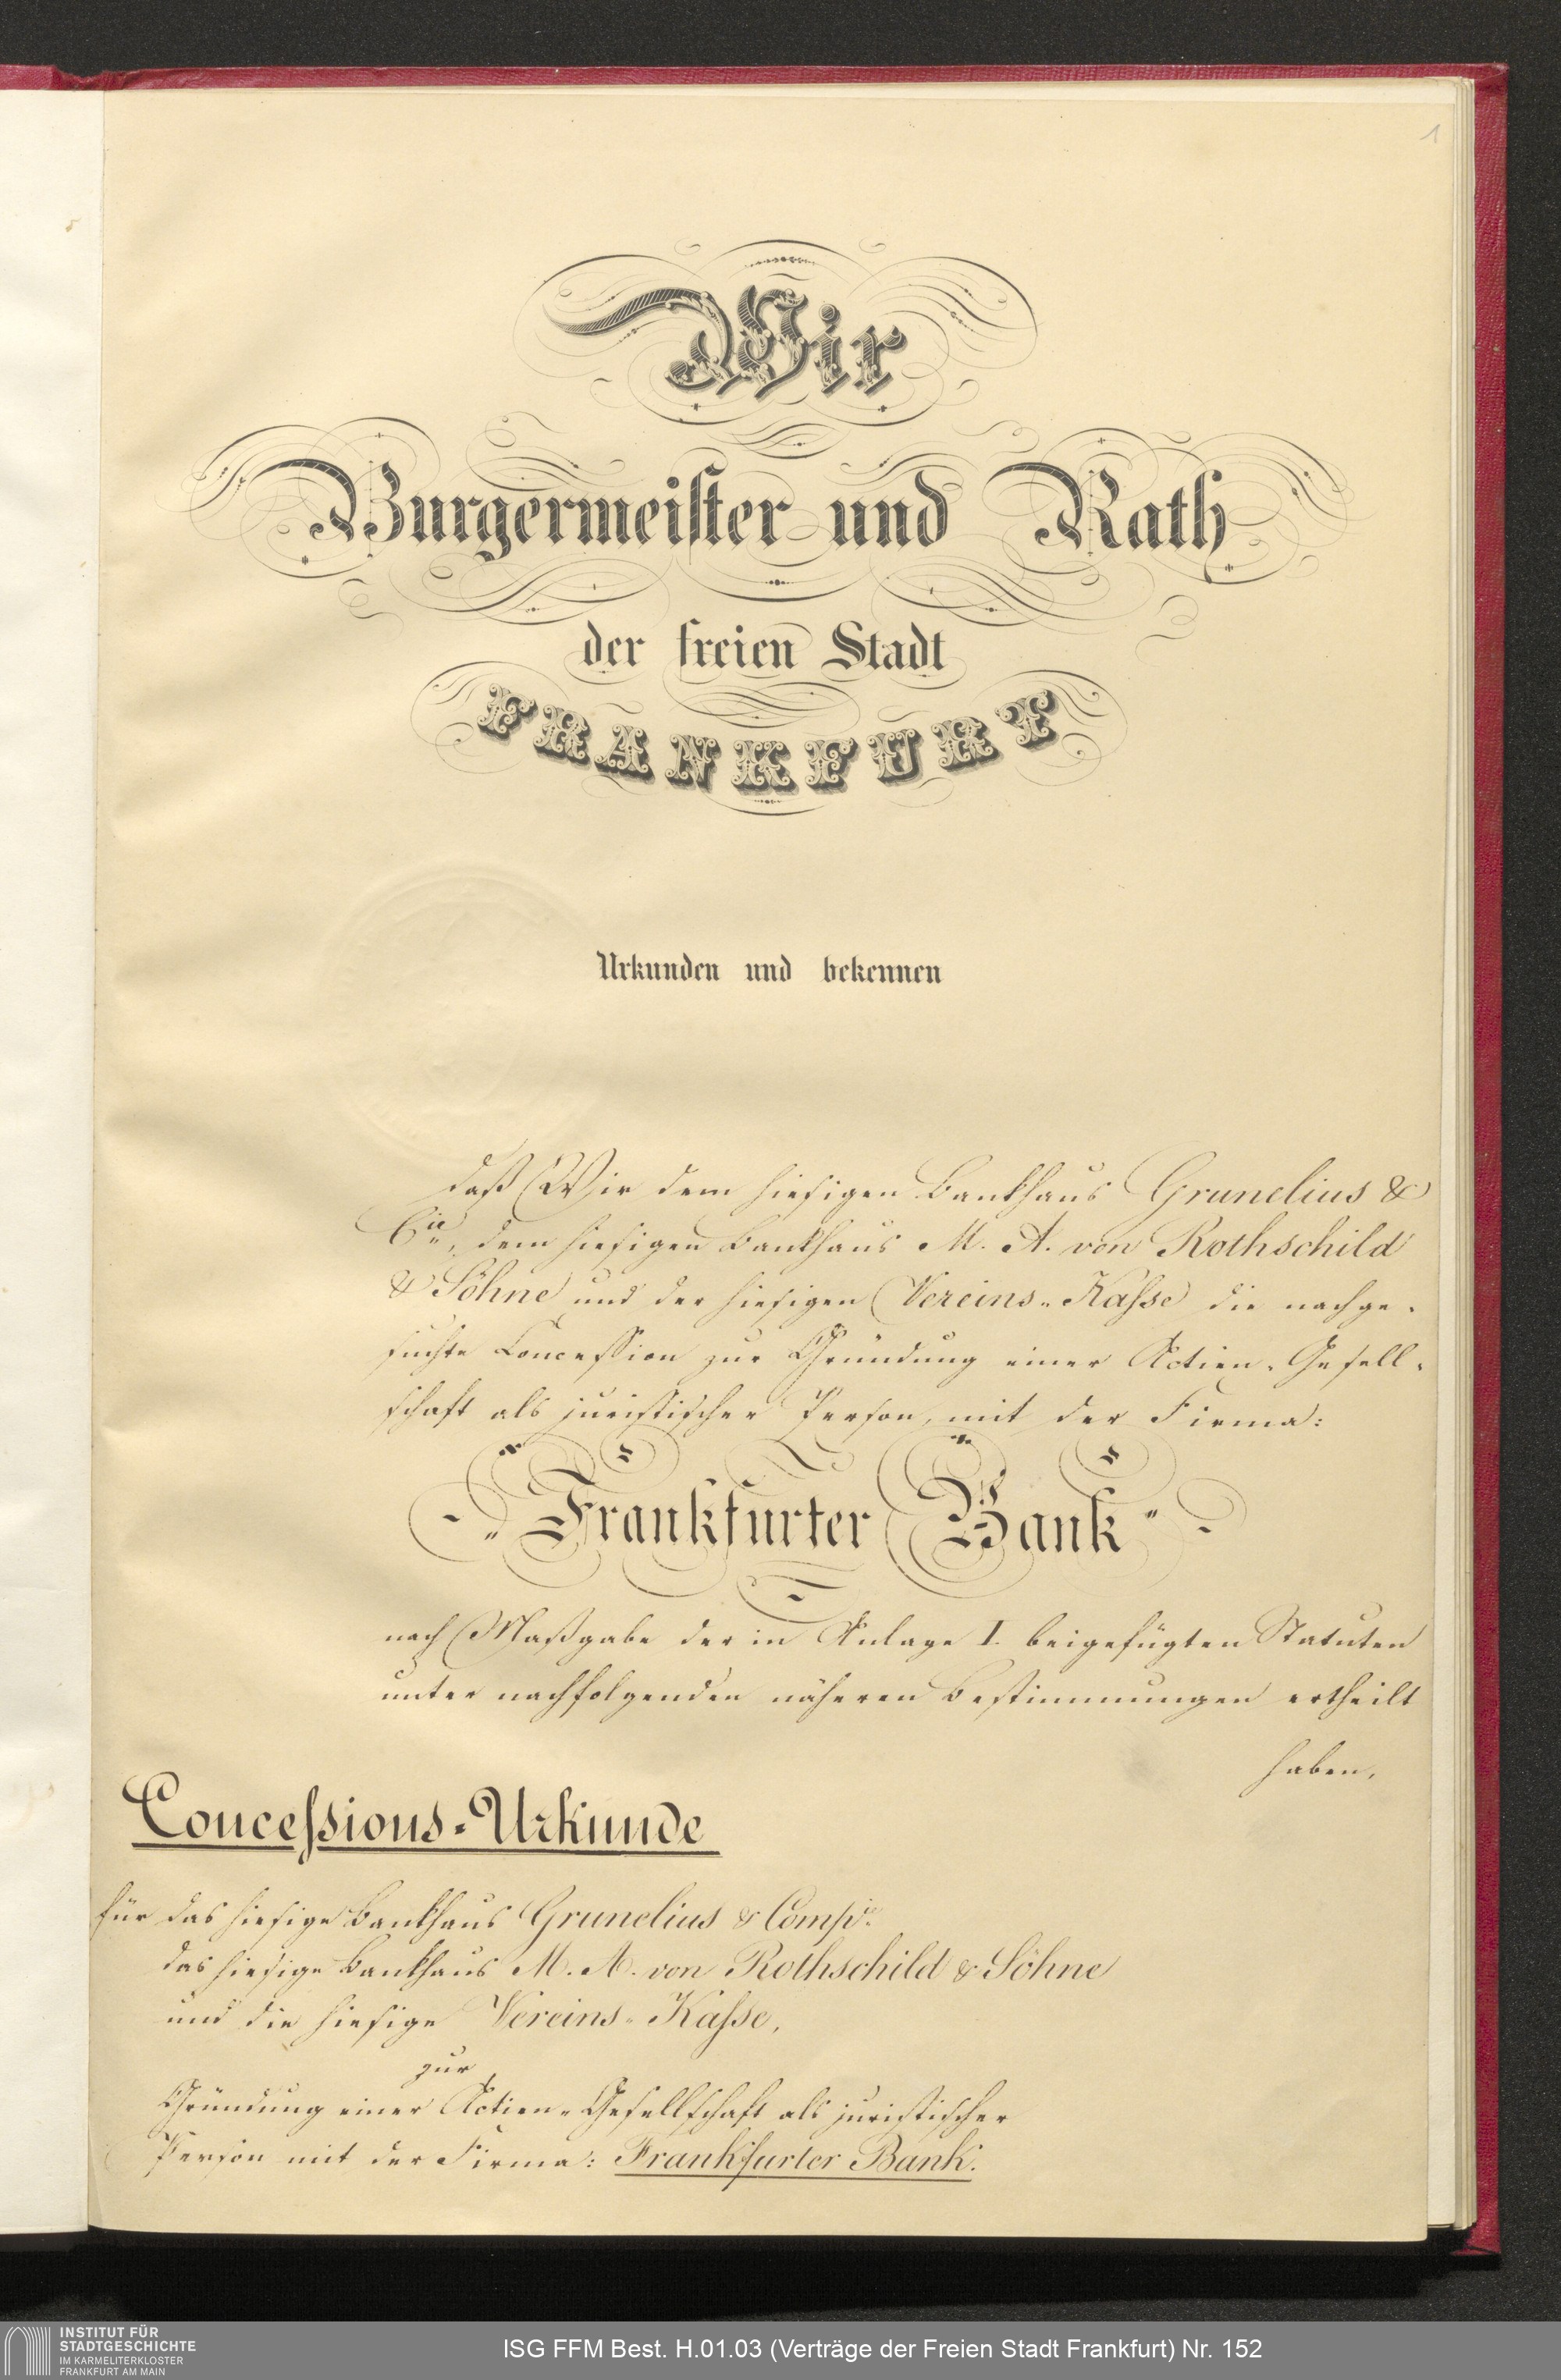 1
Wir
Burgermeister und Rath
der freien Stadt
FRANKFURT
Urkunden und bekennen
daß Wir dem hiesigen Bankhaus Grunelius &
Cie, dem hiesigen Bankhaus M. A. von Rothschild
& Söhne und der hiesigen Vereins-Kasse die nachge-
suchte Concession zur Gründung einer Actien-Gesell-
schaft als juristischer Person, mit der Firma:
"Frankfurter Bank"
nach Maßgabe der in Anlage I. beigefügten Statuten
unter nachfolgenden näheren Bestimmungen ertheilt
haben,
Concessions-Urkunde
für das hiesige Bankhaus Grunelius & Compie.
das hiesige Bankhaus M. A. von Rothschild & Söhne
und die hiesige Vereins-Kasse,
zur
Gründung einer Actien-Gesellschaft als juristischer
Person mit der Firma: Frankfurter Bank.
INSTITUT FÜR
STADTGESCHICHTE
IM KARMELITERKLOSTER
FRANKFURT AM MAIN
ISG FFM Best. H.01.03 (Verträge der Freien Stadt Frankfurt) Nr. 152